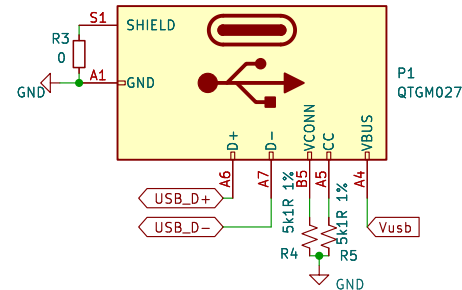 S1
SHIELD
R3
0
A1
GND
GND
P1
QTGM027
D+
D-
VCONN
CC
VBUS
A6
A7
B5
A5
A4
USB_D+
USB_D-
5k1R 1%
5k1R 1%
Vusb
R4
R5
GND